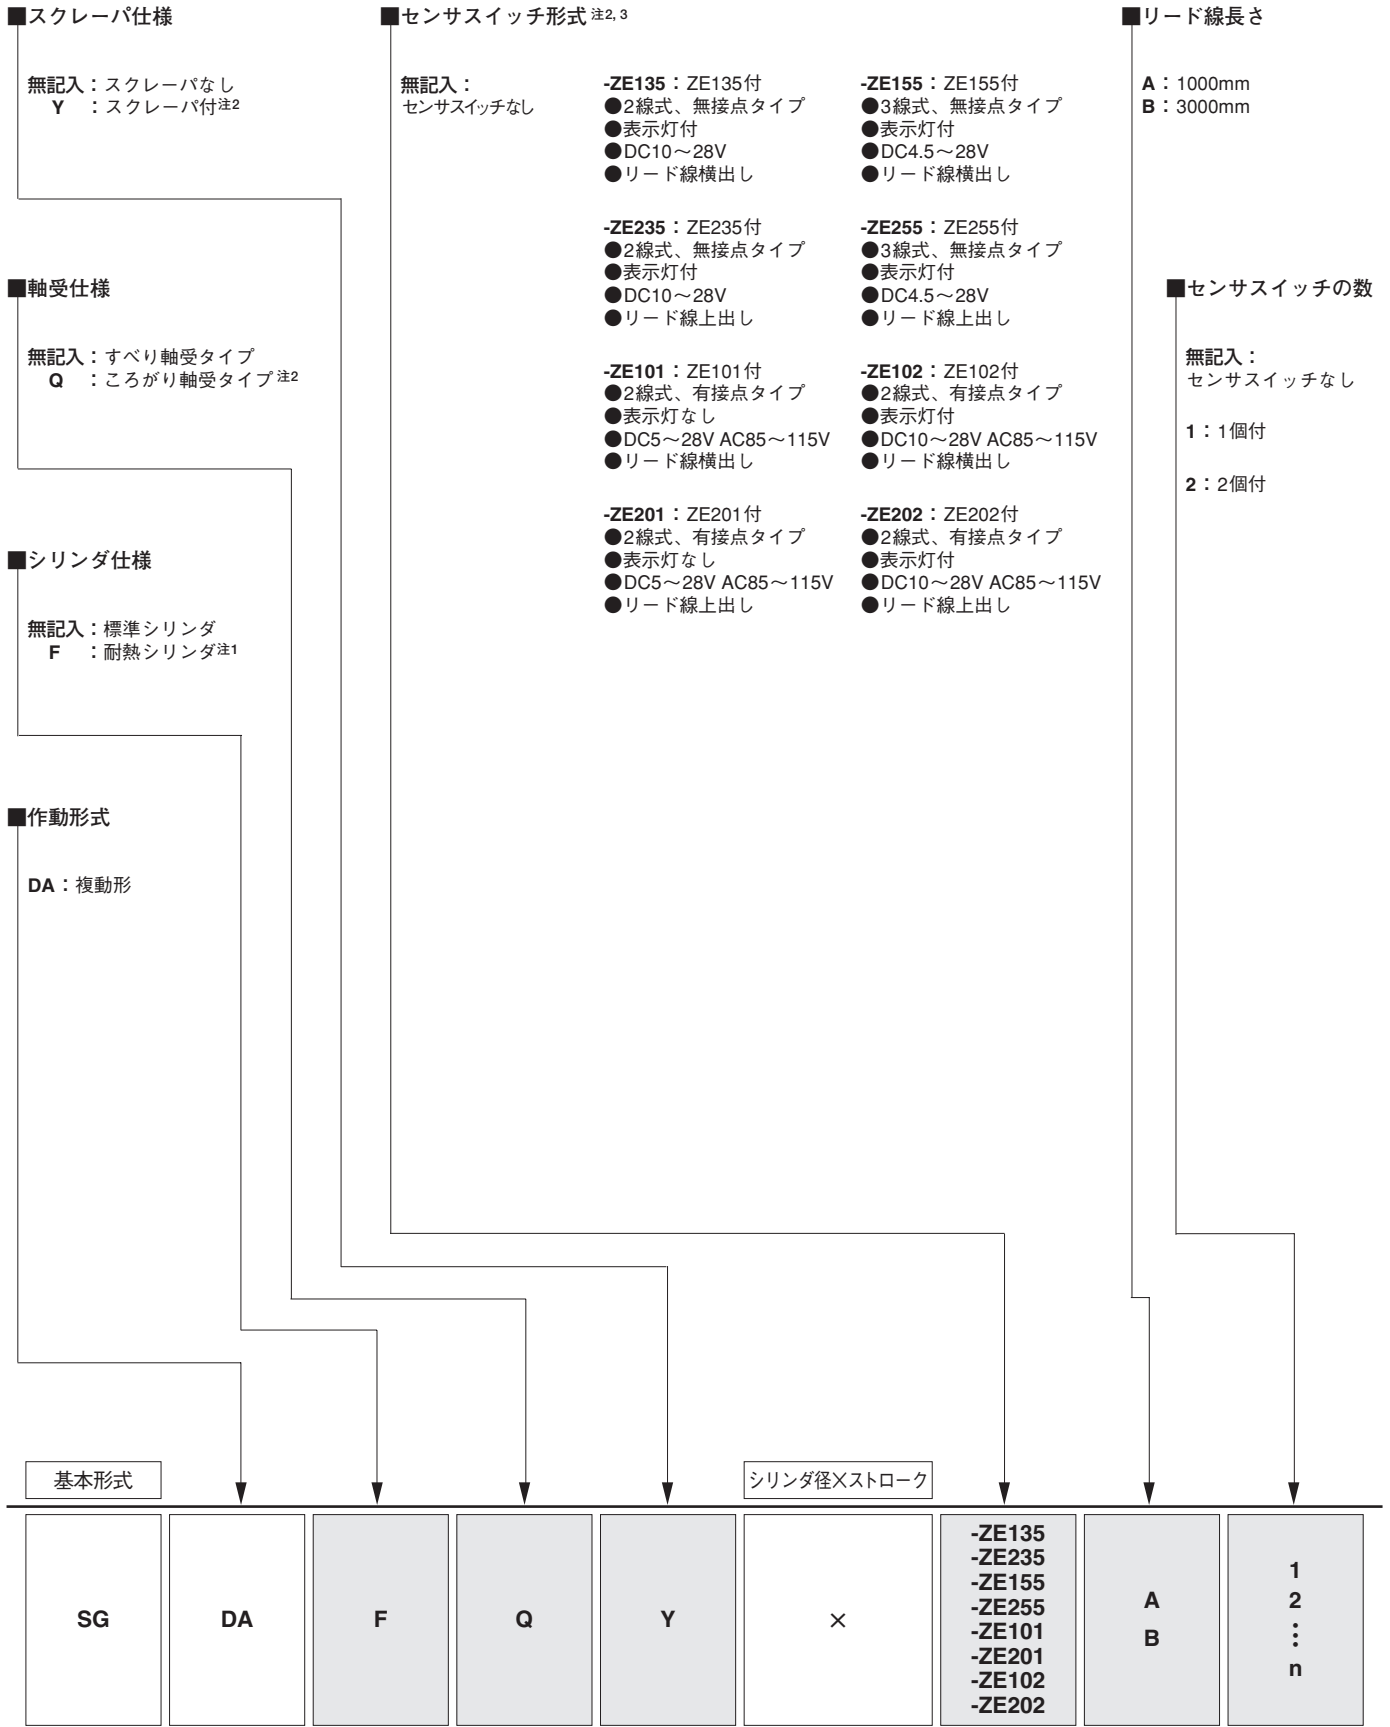 ■スクレーパ仕様
無記入：スクレーパなし
Y ：スクレーパ付注2
■軸受仕様
無記入：すべり軸受タイプ
Q ：ころがり軸受タイプ注2
■シリンダ仕様
無記入：標準シリンダ
F ：耐熱シリンダ注1
■作動形式
DA：複動形
■センサスイッチ形式注2, 3
無記入：
センサスイッチなし
-ZE135：ZE135付
●2線式、無接点タイプ
●表示灯付
●DC10～28V
●リード線横出し
-ZE155：ZE155付
●3線式、無接点タイプ
●表示灯付
●DC4.5～28V
●リード線横出し
-ZE235：ZE235付
●2線式、無接点タイプ
●表示灯付
●DC10～28V
●リード線上出し
-ZE255：ZE255付
●3線式、無接点タイプ
●表示灯付
●DC4.5～28V
●リード線上出し
-ZE101：ZE101付
●2線式、有接点タイプ
●表示灯なし
●DC5～28V AC85～115V
●リード線横出し
-ZE102：ZE102付
●2線式、有接点タイプ
●表示灯付
●DC10～28V AC85～115V
●リード線横出し
-ZE201：ZE201付
●2線式、有接点タイプ
●表示灯なし
●DC5～28V AC85～115V
●リード線上出し
-ZE202：ZE202付
●2線式、有接点タイプ
●表示灯付
●DC10～28V AC85～115V
●リード線上出し
■リード線長さ
A：1000mm
B：3000mm
■センサスイッチの数
無記入：
センサスイッチなし
1：1個付
2：2個付
基本形式
シリンダ径×ストローク
SG
DA
F
Q
Y
×
-ZE135
-ZE235
-ZE155
-ZE255
-ZE101
-ZE201
-ZE102
-ZE202
A
B
1
2
⋮
n